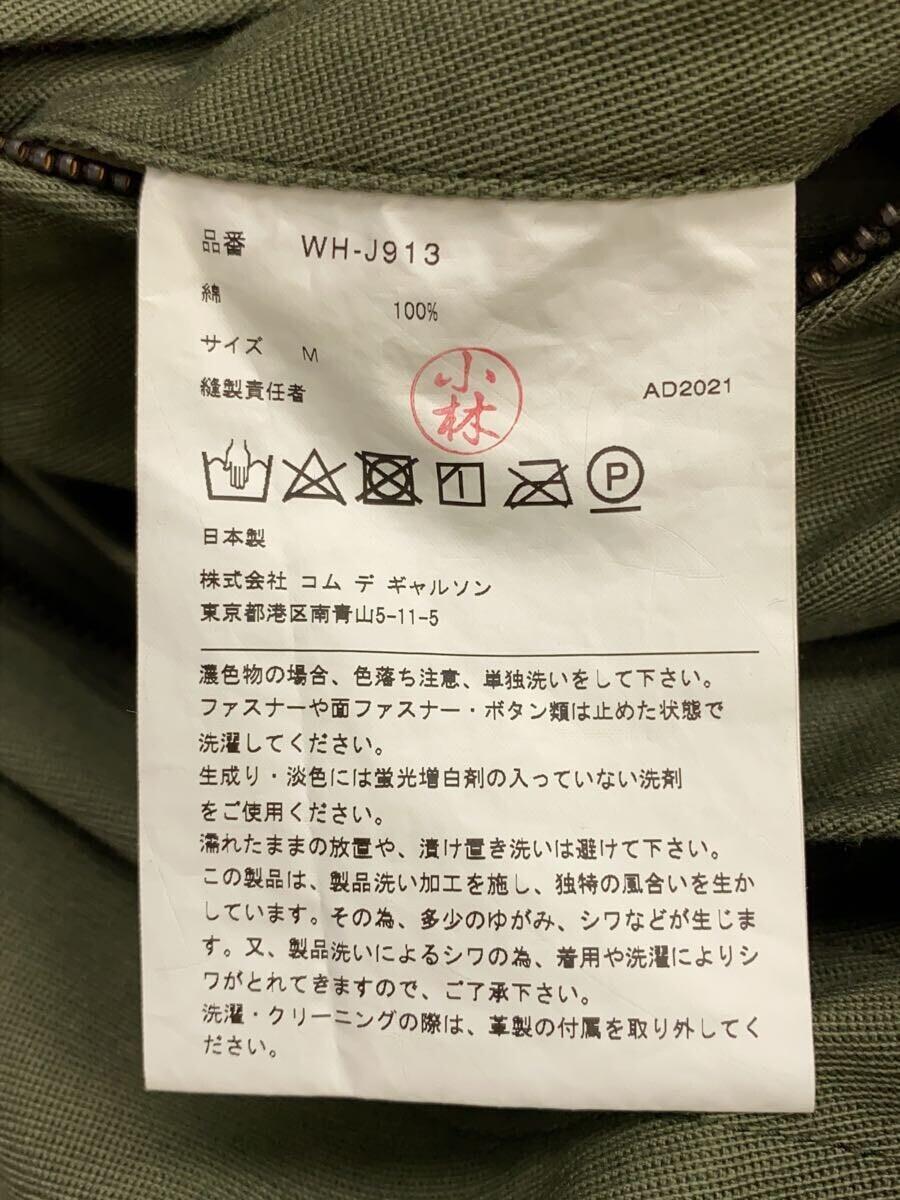 品番 WH-J913
綿 100%
サイズ M
縫製責任者 小林 AD2021
P
日本製
株式会社 コム デ ギャルソン
東京都港区南青山5-11-5
濃色物の場合、色落ち注意、単独洗いをして下さい。
ファスナーや面ファスナー・ボタン類は止めた状態で
洗濯してください。
生成り・淡色には蛍光増白剤の入っていない洗剤
をご使用ください。
濡れたままの放置や、漬け置き洗いは避けて下さい。
この製品は、製品洗い加工を施し、独特の風合いを生か
しています。その為、多少のゆがみ、シワなどが生じま
す。又、製品洗いによるシワの為、着用や洗濯によりシ
ワがとれてきますので、ご了承下さい。
洗濯・クリーニングの際は、革製の付属を取り外してく
ださい。